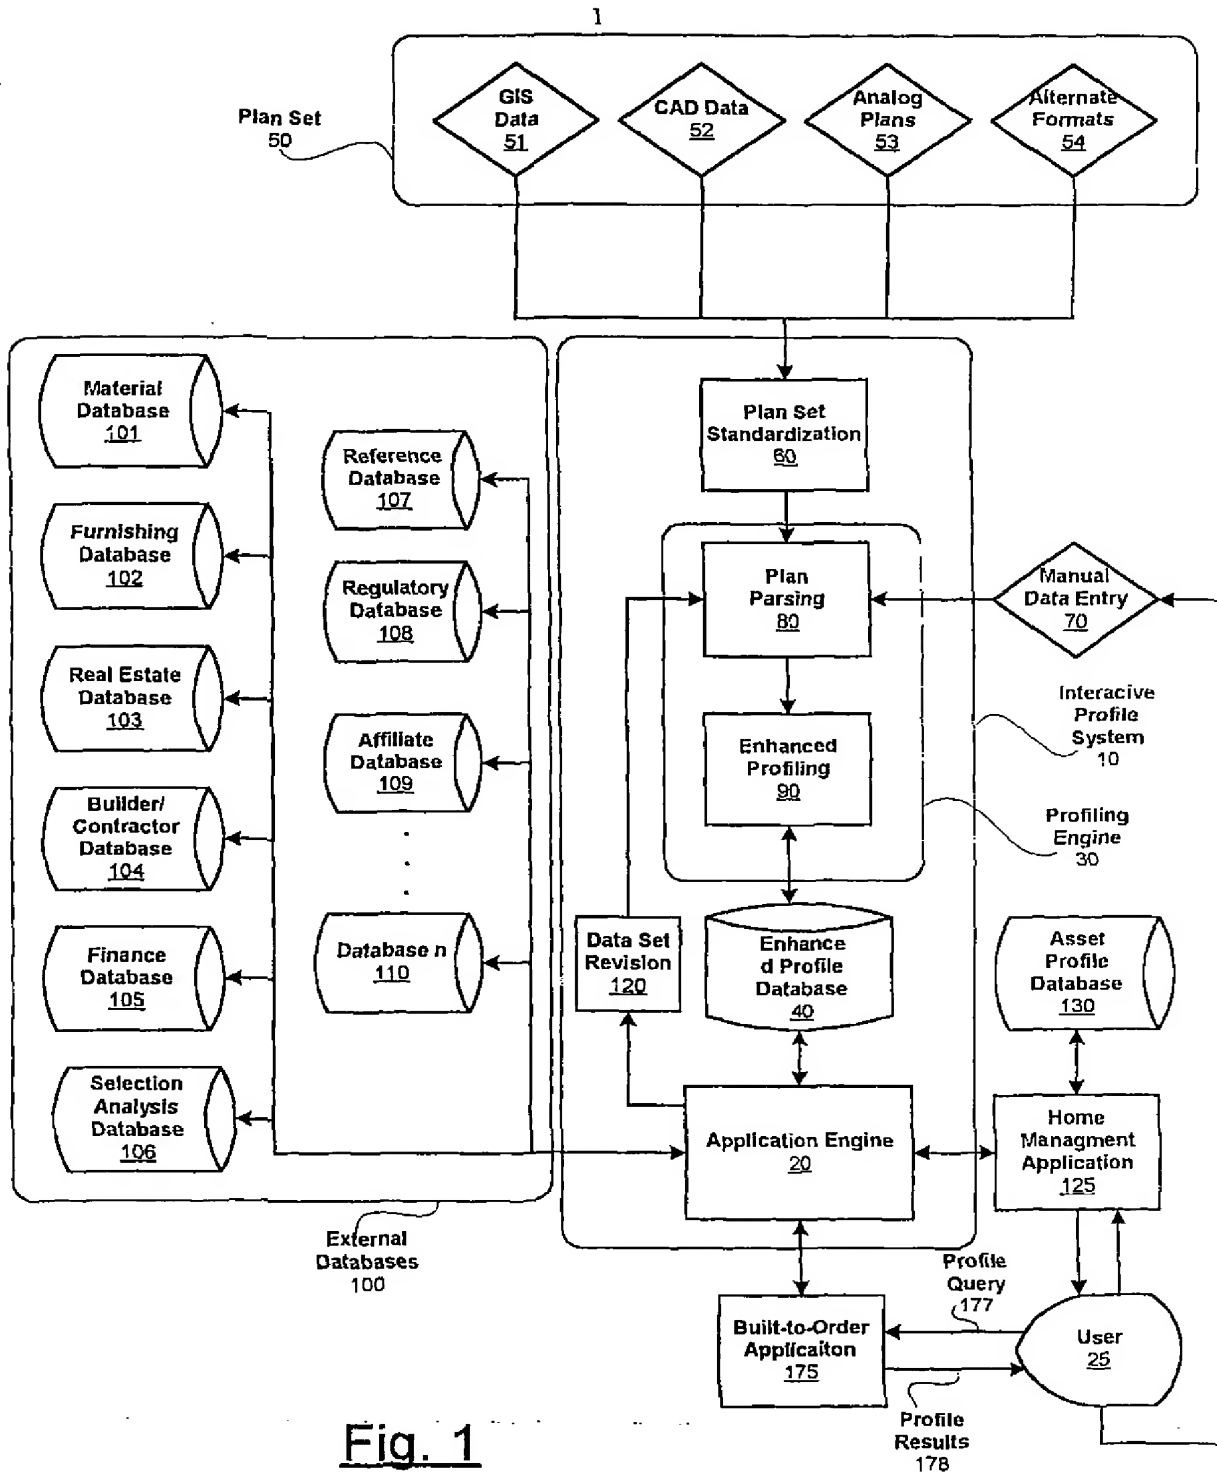 1
Plan Set
50
GIS
Data
51
CAD Data
52
Analog
Plans
53
Alternate
Formats
54
Material
Database
101
Furnishing
Database
102
Real Estate
Database
103
Builder/
Contractor
Database
104
Finance
Database
105
Selection
Analysis
Database
106
Reference
Database
107
Regulatory
Database
108
Affiliate
Database
109
Database n
110
External
Databases
100
Plan Set
Standardization
60
Plan
Parsing
80
Enhanced
Profiling
90
Data Set
Revision
120
Enhance
d Profile
Database
40
Application Engine
20
Manual
Data Entry
70
Interacive
Profile
System
10
Profiling
Engine
30
Asset
Profile
Database
130
Home
Managment
Application
125
Profile
Query
177
Built-to-Order
Applicaiton
175
User
25
Profile
Results
178
Fig. 1